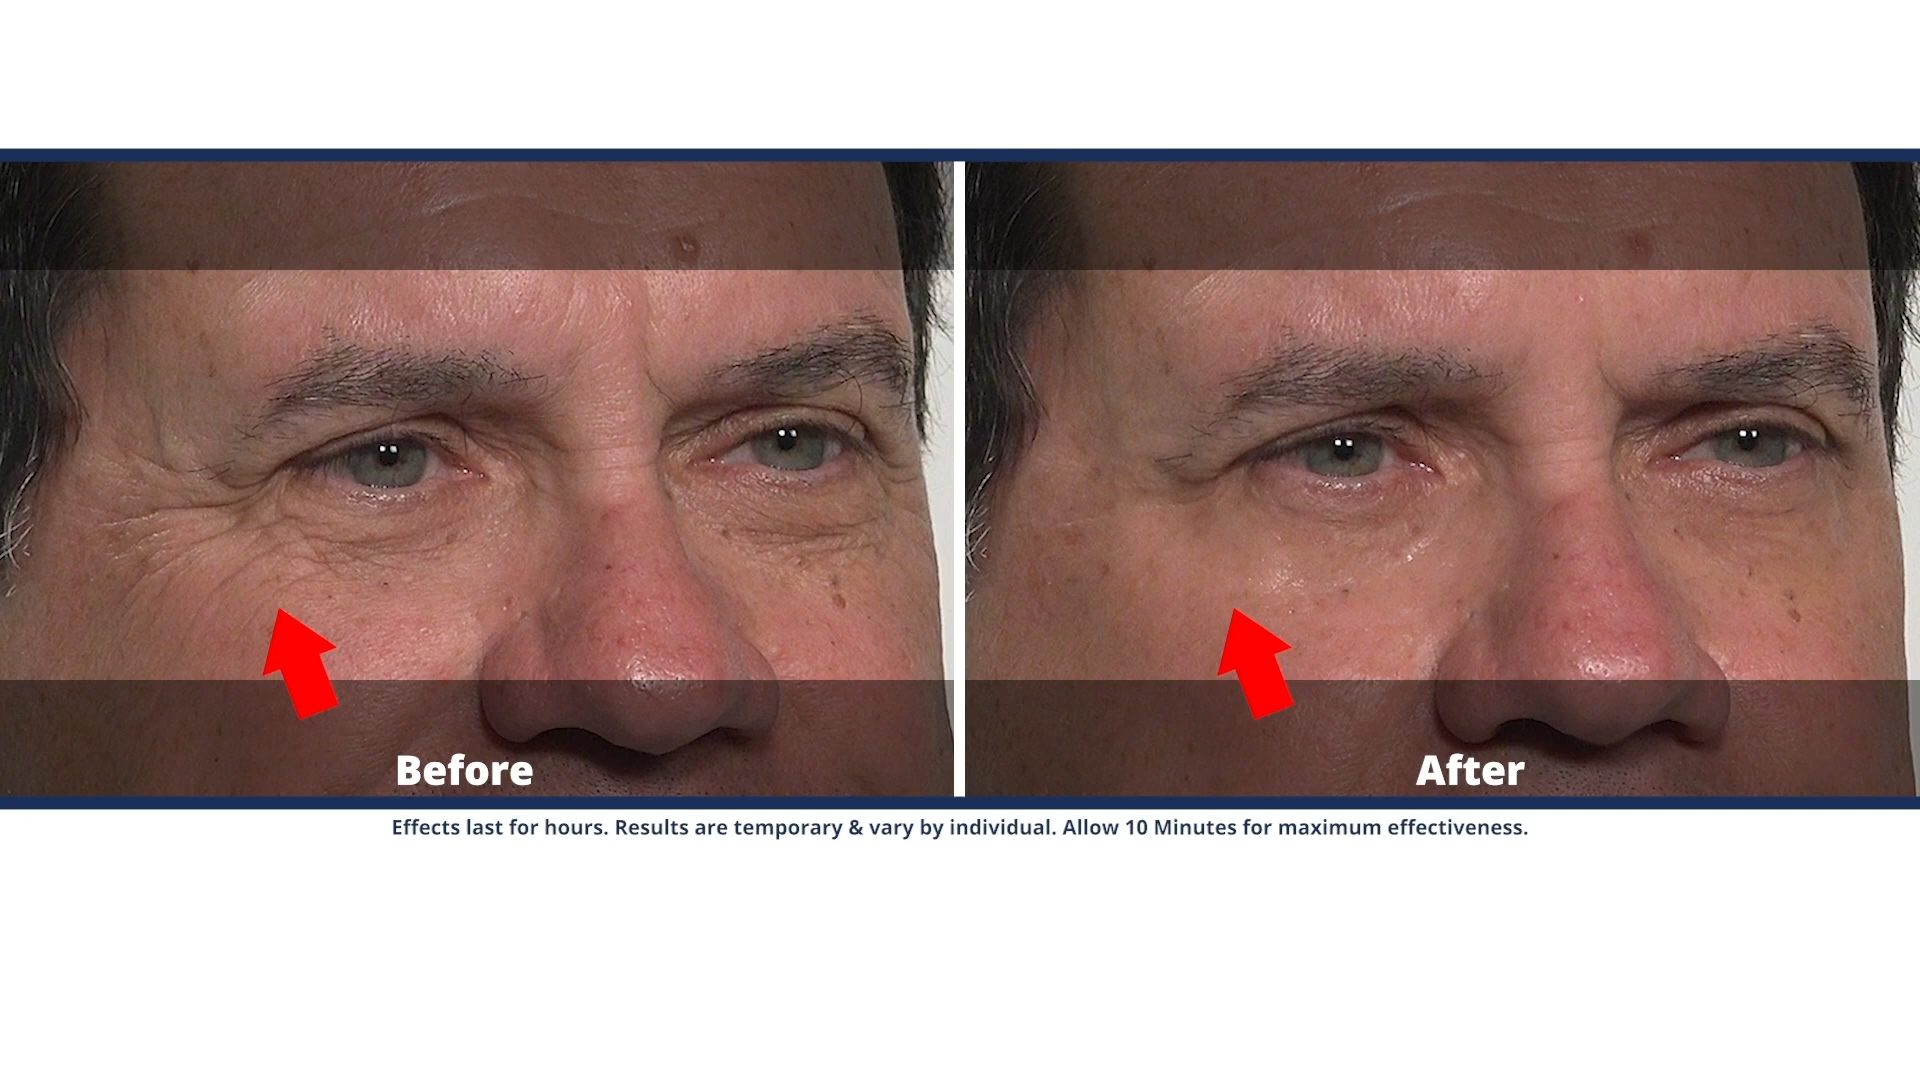 Before
After
Effects last for hours. Results are temporary & vary by individual. Allow 10 Minutes for maximum effectiveness.